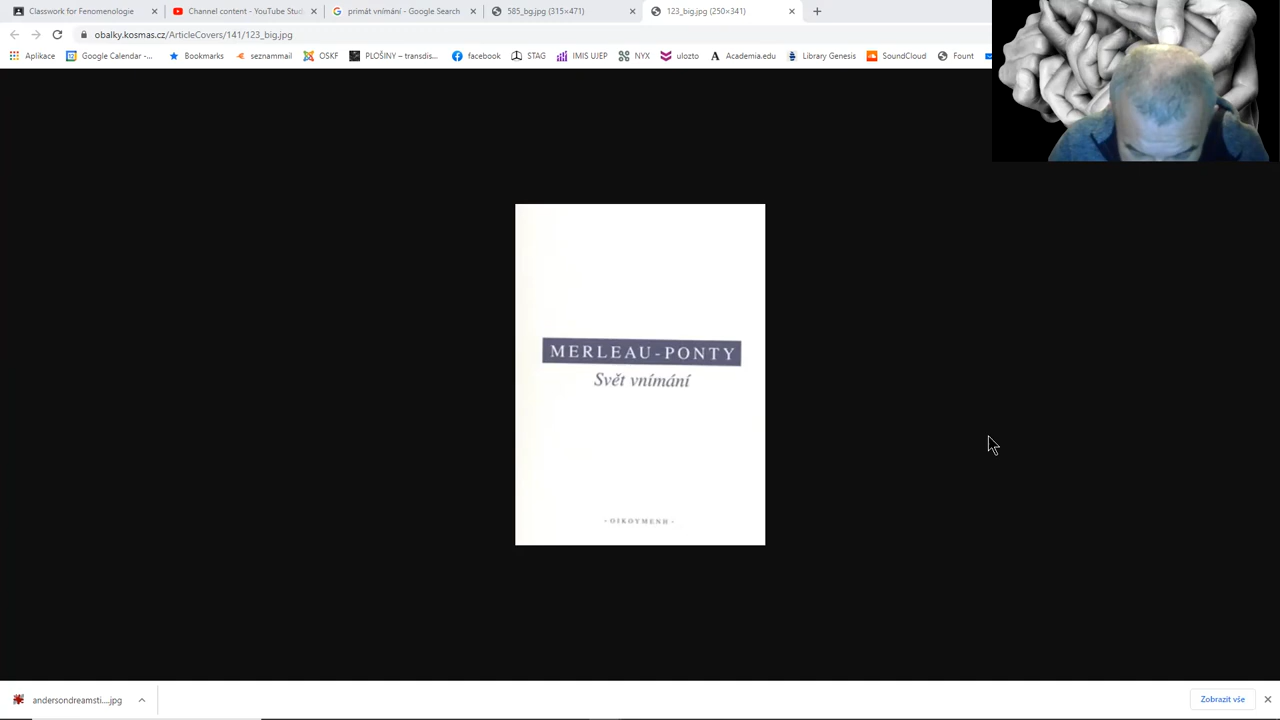 Classwork for Fenomenologie
Channel content - YouTube Stud
primát vnímání - Google Search
585_bg.jpg (315×471)
123_big.jpg (250×341)
obalky.kosmas.cz/ArticleCovers/141/123_big.jpg
Aplikace
Google Calendar -...
Bookmarks
seznammail
OSKF
PLOŠINY – transdis...
facebook
STAG
IMIS UJEP
NYX
ulozto
Academia.edu
Library Genesis
SoundCloud
Fount
MERLEAU-PONTY
Svět vnímání
· OIKOYMENH ·
andersondreamsti....jpg
Zobrazit vše